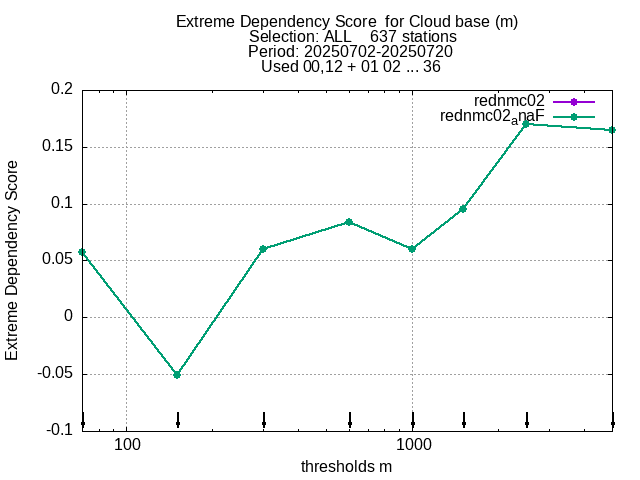 Extreme Dependency Score  for Cloud base (m)
Selection: ALL    637 stations
Period: 20250702-20250720
Used 00,12 + 01 02 ... 36
rednmc02
rednmc02anaF
Extreme Dependency Score
0.2
0.15
0.1
0.05
0
-0.05
-0.1
100
1000
thresholds m